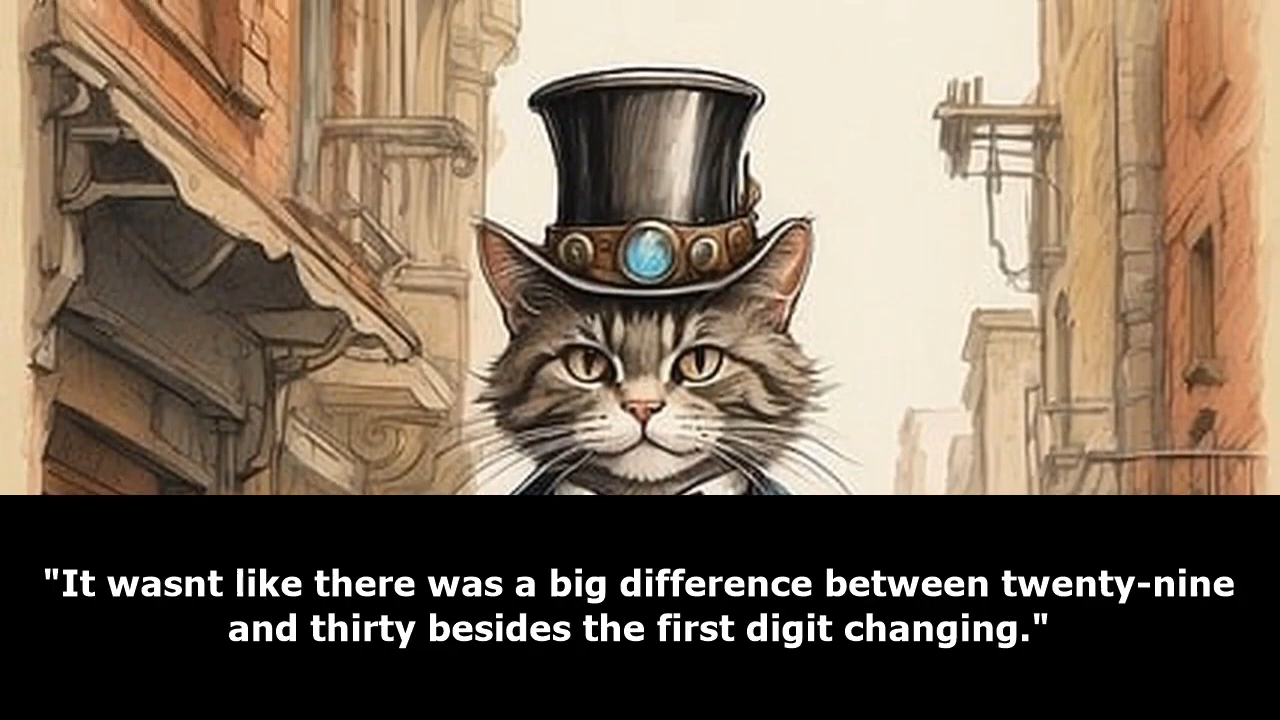 "It wasnt like there was a big difference between twenty-nine
and thirty besides the first digit changing."